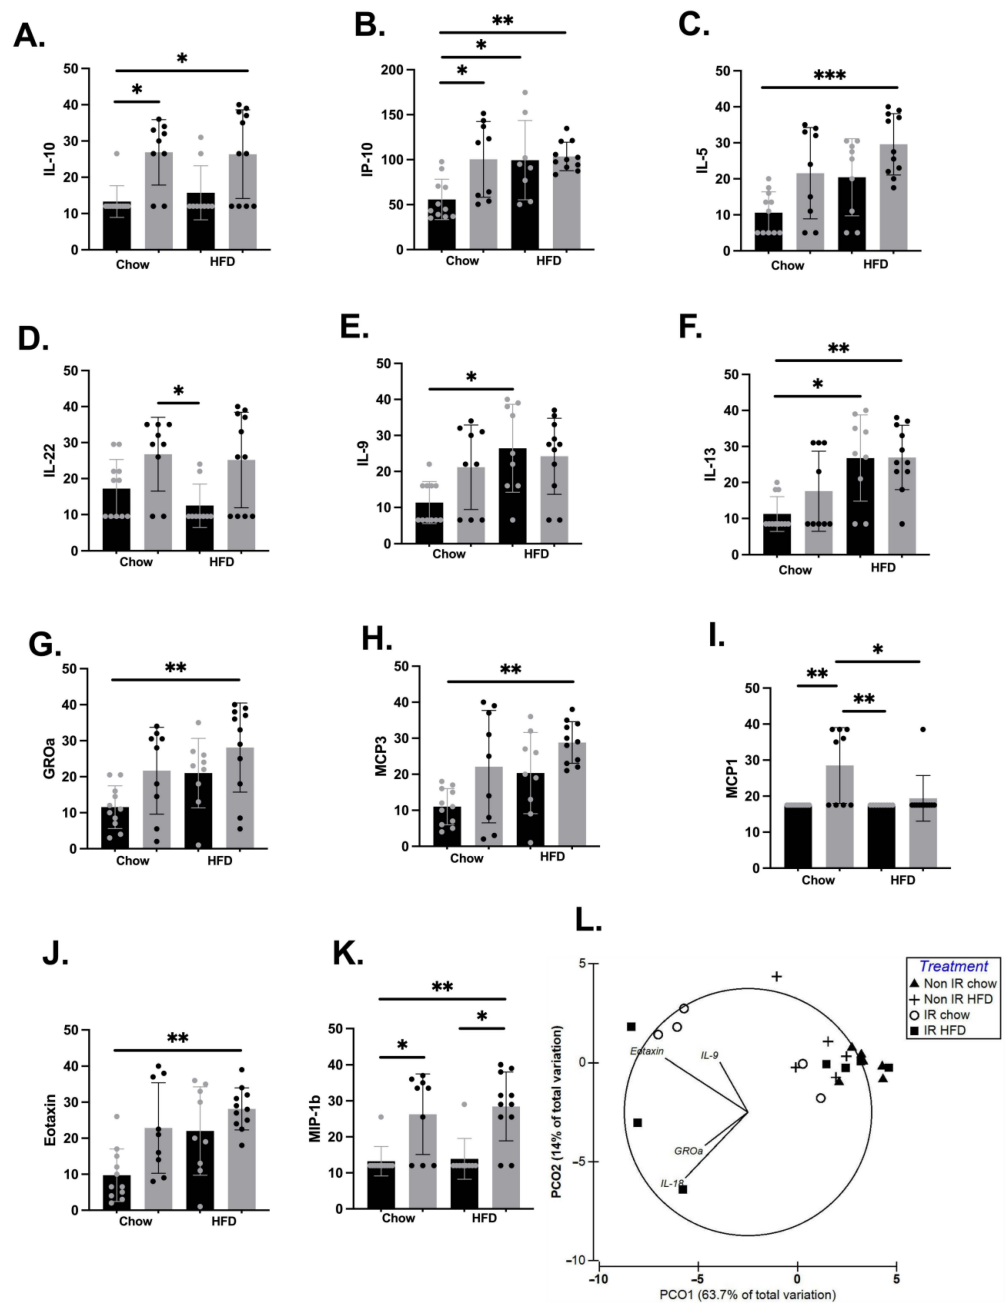 A.
*
*
IL-10
50
40
30
20
10
0
Chow HFD
B.
**
*
*
IP-10
200
150
100
50
0
Chow HFD
C.
***
IL-5
50
40
30
20
10
0
Chow HFD
D.
*
IL-22
50
40
30
20
10
0
Chow HFD
E.
*
IL-9
50
40
30
20
10
0
Chow HFD
F.
**
*
IL-13
50
40
30
20
10
0
Chow HFD
G.
**
GROa
50
40
30
20
10
0
Chow HFD
H.
**
MCP3
50
40
30
20
10
0
Chow HFD
I.
*
**
**
MCP1
50
40
30
20
10
0
Chow HFD
J.
**
Eotaxin
50
40
30
20
10
0
Chow HFD
K.
**
*
*
MIP-1b
50
40
30
20
10
0
Chow HFD
L.
Treatment
Non IR chow
Non IR HFD
IR chow
IR HFD
PCO2 (14% of total variation)
5
0
−5
−10
Eotaxin
IL-9
GROa
IL-18
−10 −5 0 5
PCO1 (63.7% of total variation)